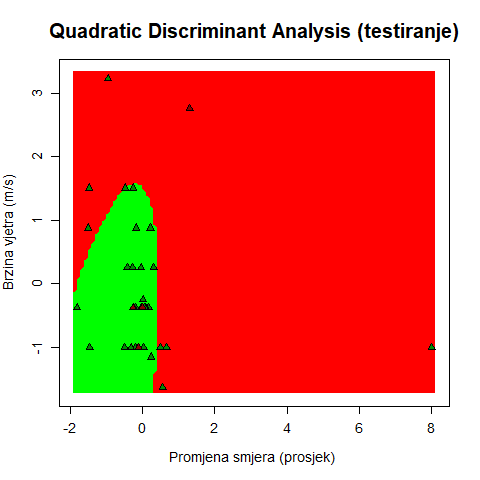 Quadratic Discriminant Analysis (testiranje)
3
2
1
0
-1
Brzina vjetra (m/s)
-2 0 2 4 6 8
Promjena smjera (prosjek)